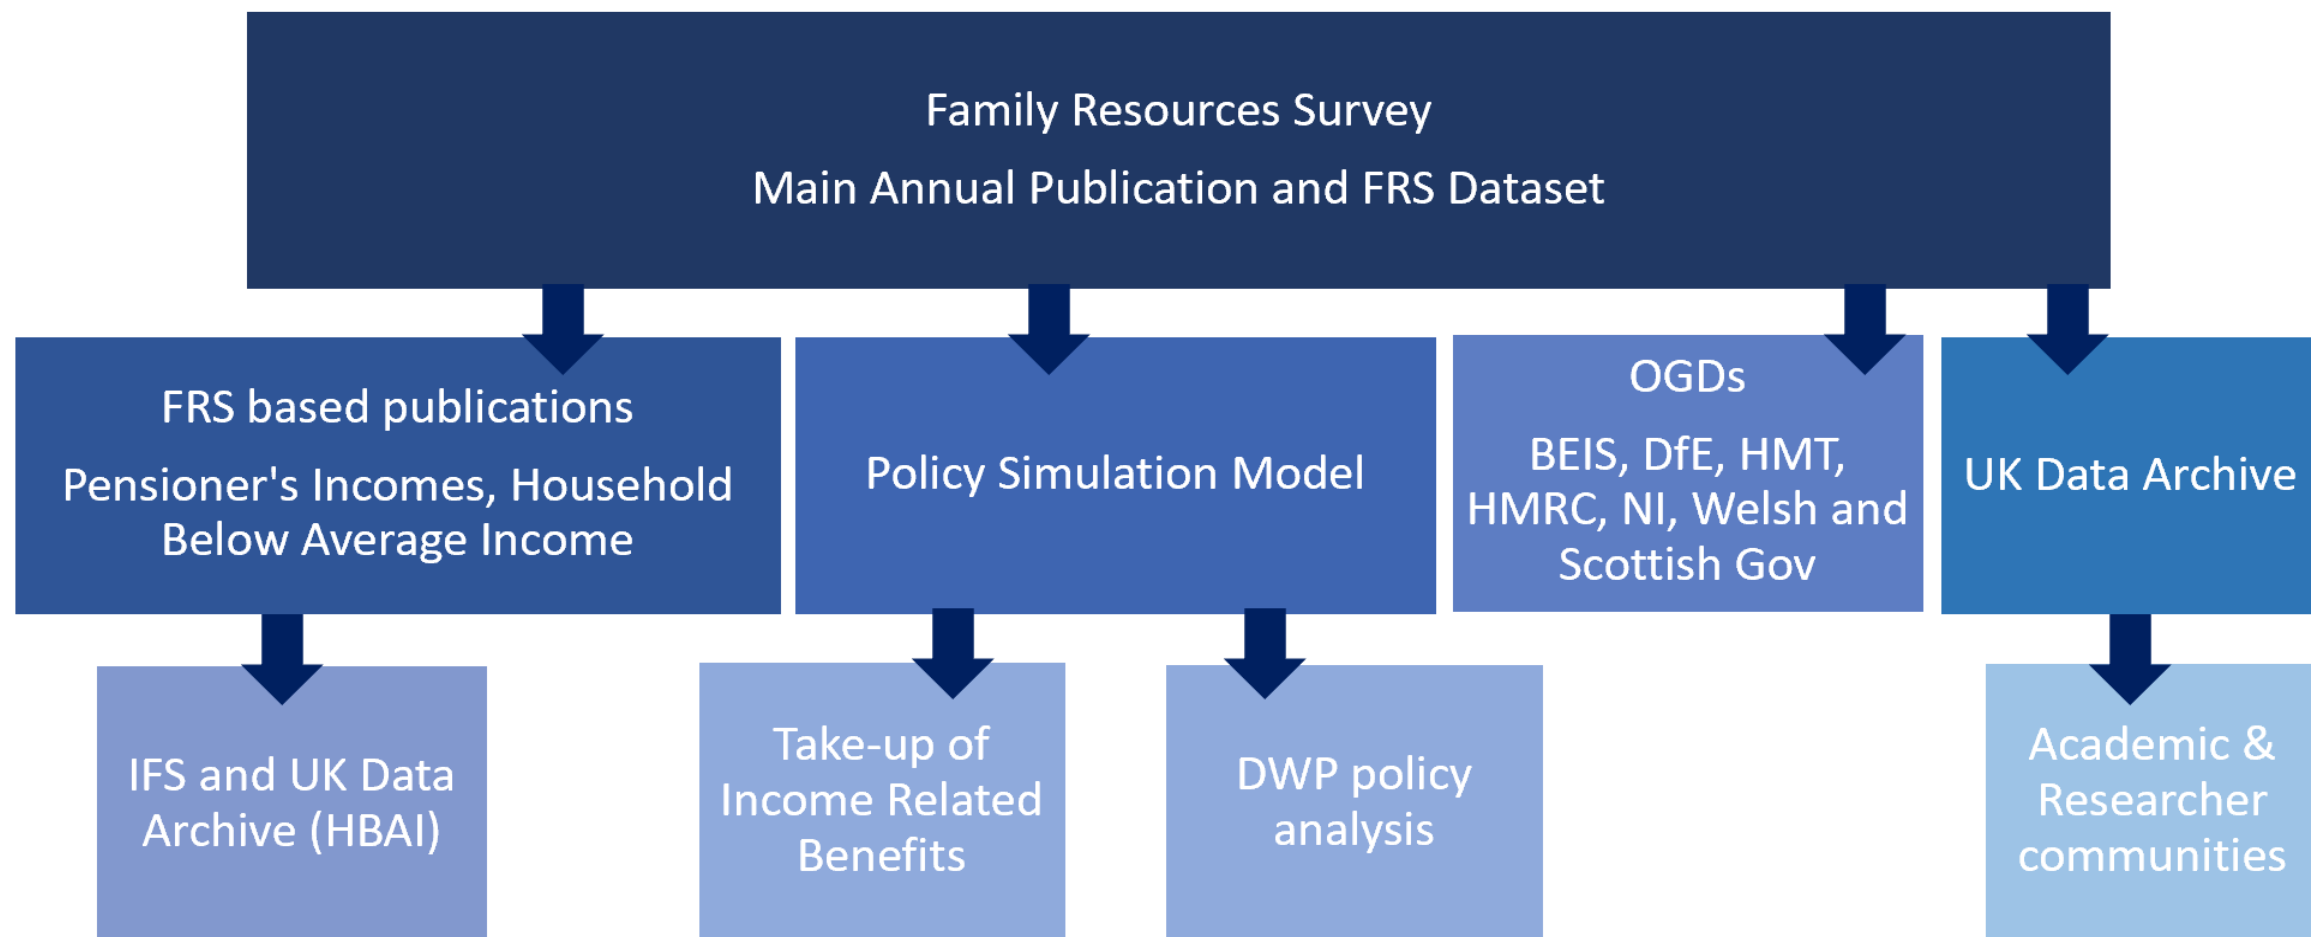 Family Resources Survey
Main Annual Publication and FRS Dataset
FRS based publications
Pensioner's Incomes, Household
Below Average Income
Policy Simulation Model
OGDs
BEIS, DfE, HMT,
HMRC, NI, Welsh and
Scottish Gov
UK Data Archive
IFS and UK Data
Archive (HBAI)
Take-up of
Income Related
Benefits
DWP policy
analysis
Academic &
Researcher
communities